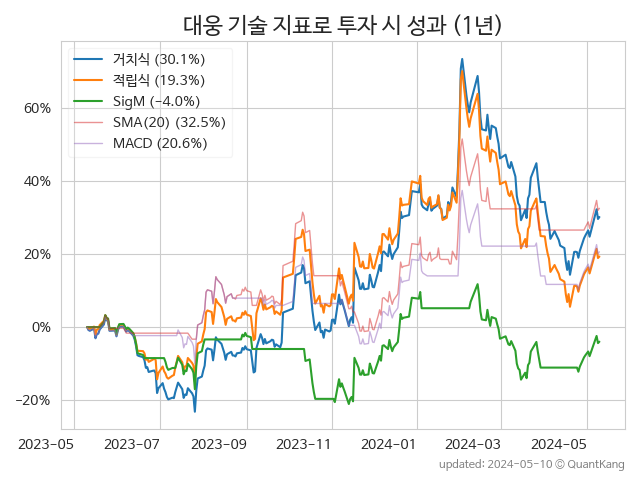 대웅 기술 지표로 투자 시 성과 (1년)
거치식 (30.1%)
적립식 (19.3%)
SigM (−4.0%)
SMA(20) (32.5%)
MACD (20.6%)
60%
40%
20%
0%
−20%
2023-05 2023-07 2023-09 2023-11 2024-01 2024-03 2024-05
updated: 2024-05-10 © QuantKang